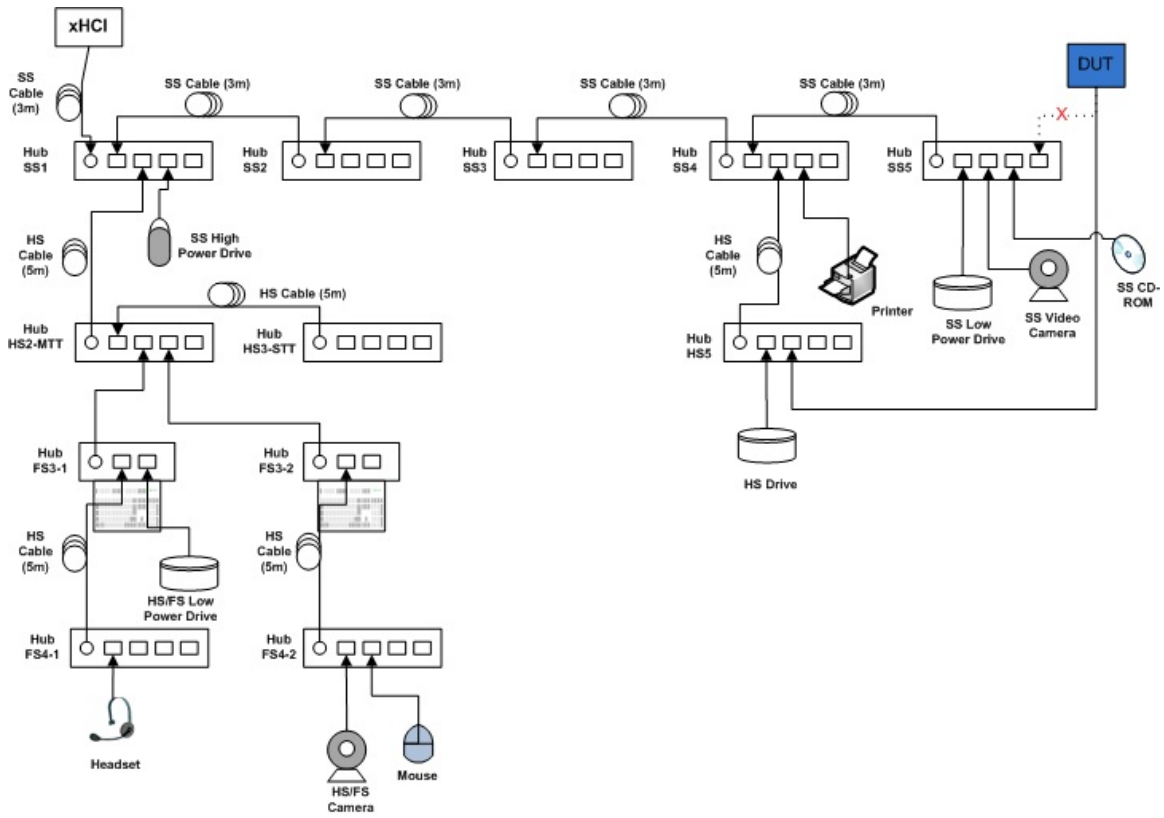 xHCI
SS
Cable
(3m)
SS Cable (3m)
SS Cable (3m)
SS Cable (3m)
SS Cable (3m)
DUT
X
Hub
SS1
Hub
SS2
Hub
SS3
Hub
SS4
Hub
SS5
HS
Cable
(5m)
SS High
Power Drive
HS
Cable
(5m)
Printer
SS Low
Power Drive
SS Video
Camera
SS CD-
ROM
HS Cable (5m)
Hub
HS2-MTT
Hub
HS3-STT
Hub
HS5
HS Drive
Hub
FS3-1
Hub
FS3-2
HS
Cable
(5m)
HS
Cable
(5m)
HS/FS Low
Power Drive
Hub
FS4-1
Hub
FS4-2
Headset
HS/FS
Camera
Mouse